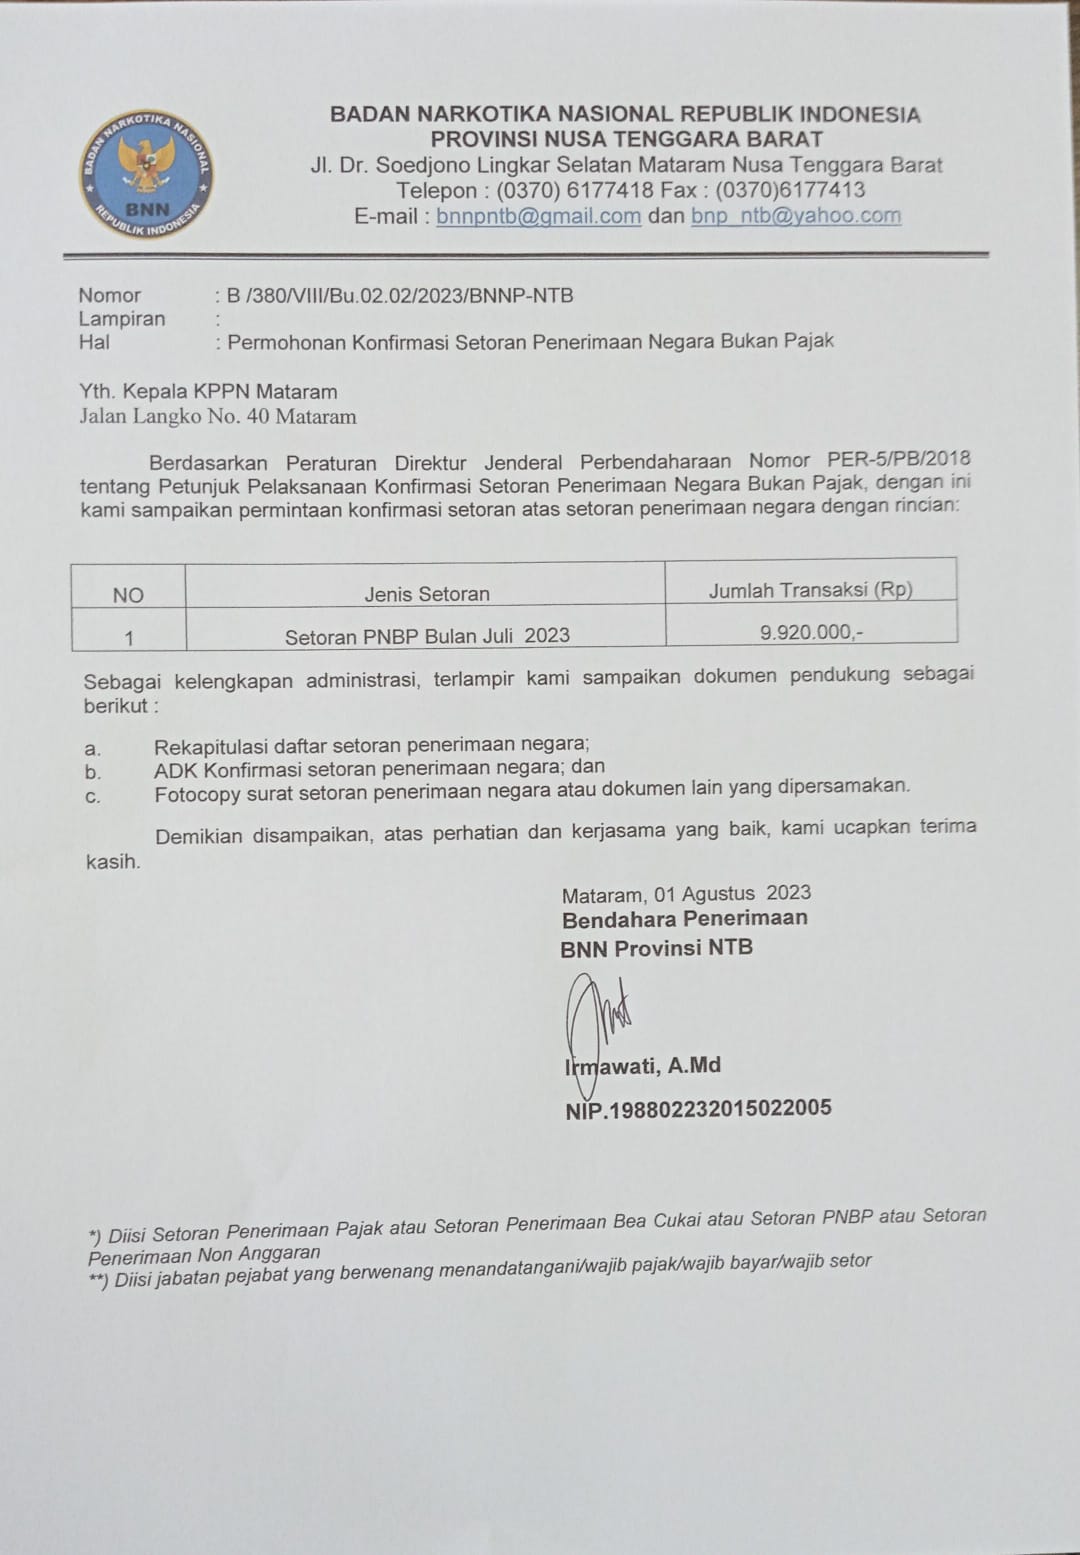 BADAN NARKOTIKA NASIONAL
BNN
REPUBLIK INDONESIA
BADAN NARKOTIKA NASIONAL REPUBLIK INDONESIA
PROVINSI NUSA TENGGARA BARAT
Jl. Dr. Soedjono Lingkar Selatan Mataram Nusa Tenggara Barat
Telepon : (0370) 6177418 Fax : (0370)6177413
E-mail : bnnpntb@gmail.com dan bnp_ntb@yahoo.com
Nomor : B /380/VIII/Bu.02.02/2023/BNNP-NTB
Lampiran :
Hal : Permohonan Konfirmasi Setoran Penerimaan Negara Bukan Pajak
Yth. Kepala KPPN Mataram
Jalan Langko No. 40 Mataram
Berdasarkan Peraturan Direktur Jenderal Perbendaharaan Nomor PER-5/PB/2018
tentang Petunjuk Pelaksanaan Konfirmasi Setoran Penerimaan Negara Bukan Pajak, dengan ini
kami sampaikan permintaan konfirmasi setoran atas setoran penerimaan negara dengan rincian:
NO Jenis Setoran Jumlah Transaksi (Rp)
1 Setoran PNBP Bulan Juli 2023 9.920.000,-
Sebagai kelengkapan administrasi, terlampir kami sampaikan dokumen pendukung sebagai
berikut :
a. Rekapitulasi daftar setoran penerimaan negara;
b. ADK Konfirmasi setoran penerimaan negara; dan
c. Fotocopy surat setoran penerimaan negara atau dokumen lain yang dipersamakan.
Demikian disampaikan, atas perhatian dan kerjasama yang baik, kami ucapkan terima
kasih.
Mataram, 01 Agustus 2023
Bendahara Penerimaan
BNN Provinsi NTB
Irmawati, A.Md
NIP.198802232015022005
*) Diisi Setoran Penerimaan Pajak atau Setoran Penerimaan Bea Cukai atau Setoran PNBP atau Setoran
Penerimaan Non Anggaran
**) Diisi jabatan pejabat yang berwenang menandatangani/wajib pajak/wajib bayar/wajib setor